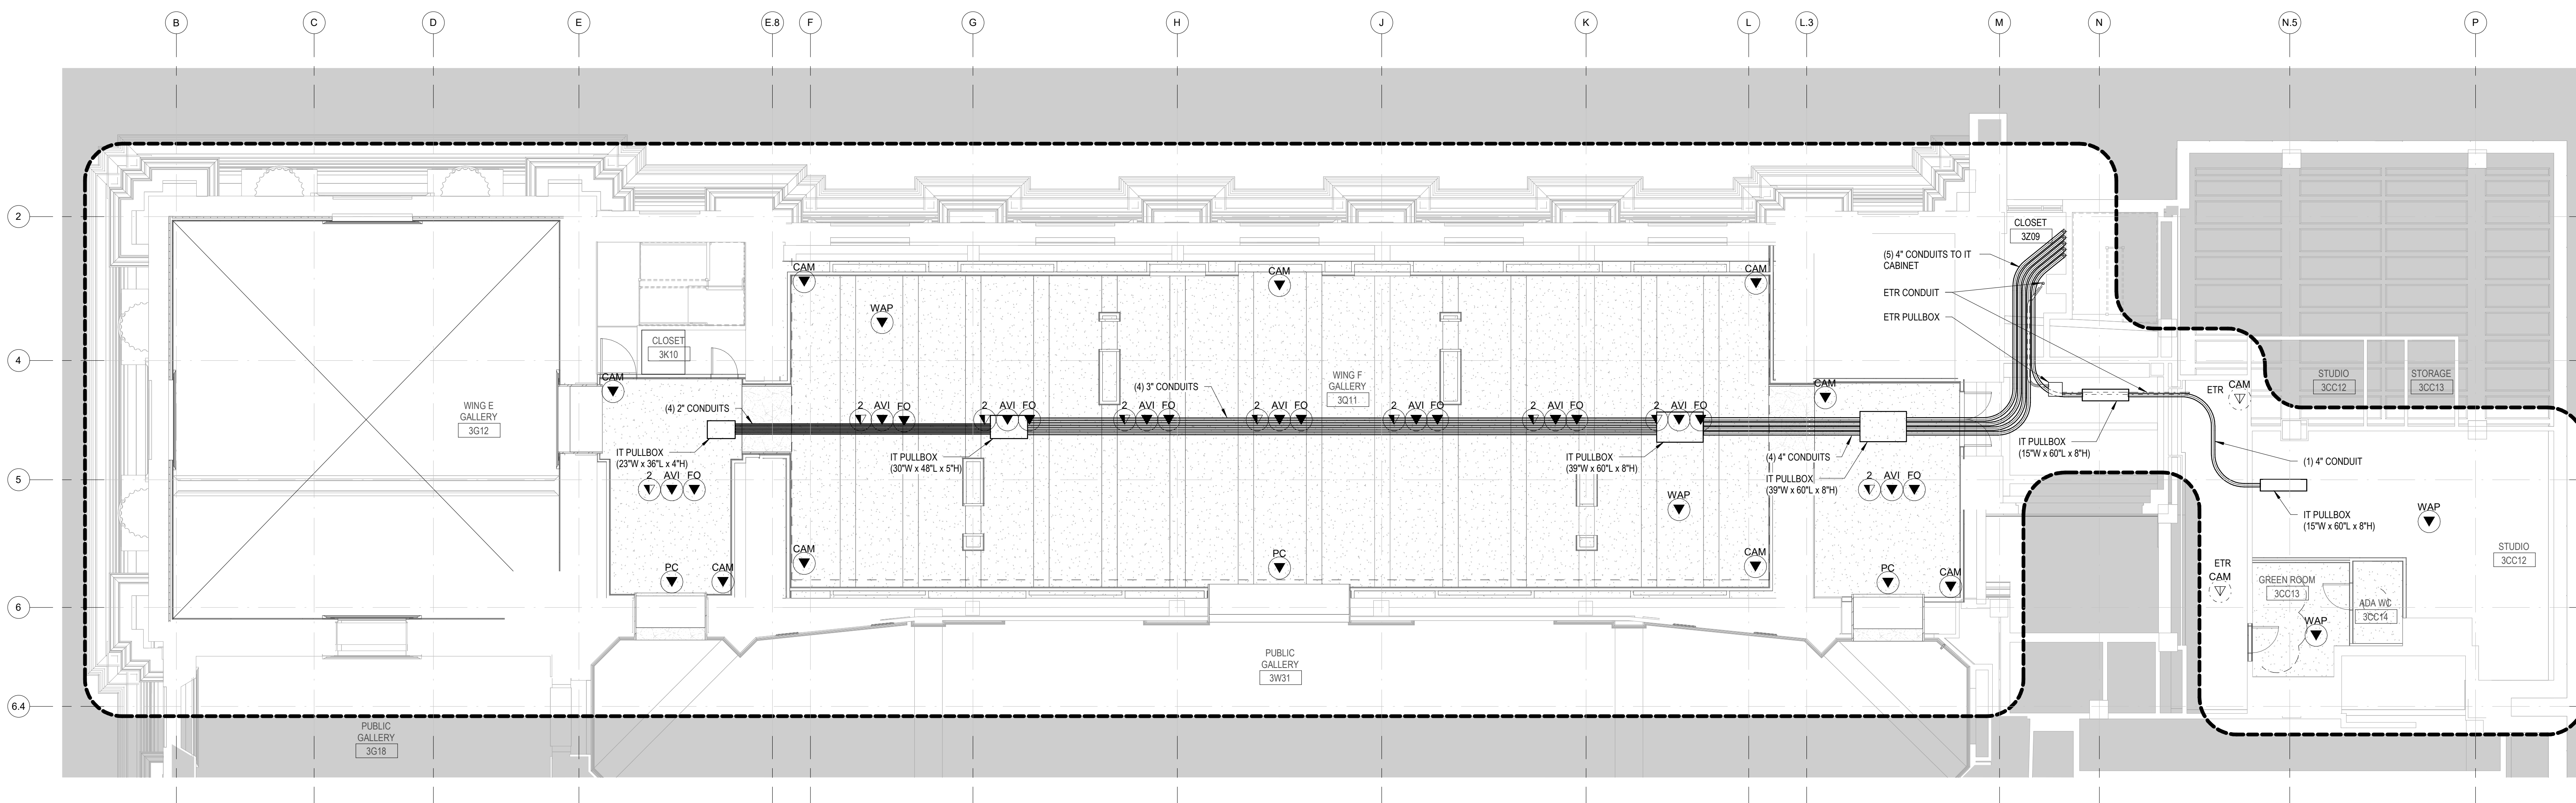 B C D E E.8 F G H J K L L.3 M N N.5 P
2
CLOSET
3Z09
(5) 4" CONDUITS TO IT
CABINET
CAM
CAM
CAM
ETR CONDUIT
WAP
ETR PULLBOX
4
CLOSET
3K10
WING F
GALLERY
3Q11
STUDIO
3CC12
STORAGE
3CC13
CAM
(4) 3" CONDUITS
CAM
ETR
CAM
WING E
GALLERY
3G12
(4) 2" CONDUITS
2 AVI FO
2 AVI FO
2 AVI FO
2 AVI FO
2 AVI FO
2 AVI FO
2 AVI FO
IT PULLBOX
(23"W x 36"L x 4"H)
IT PULLBOX
(30"W x 48"L x 5"H)
IT PULLBOX
(39"W x 60"L x 8"H)
(4) 4" CONDUITS
IT PULLBOX
(39"W x 60"L x 8"H)
IT PULLBOX
(15"W x 60"L x 8"H)
(1) 4" CONDUIT
5
2 AVI FO
2 AVI FO
WAP
IT PULLBOX
(15"W x 60"L x 8"H)
WAP
CAM
PC
CAM
PC
CAM
PC
CAM
ETR
CAM
STUDIO
3CC12
GREEN ROOM
3CC13
ADA WC
3CC14
WAP
6
PUBLIC
GALLERY
3W31
6.4
PUBLIC
GALLERY
3G18